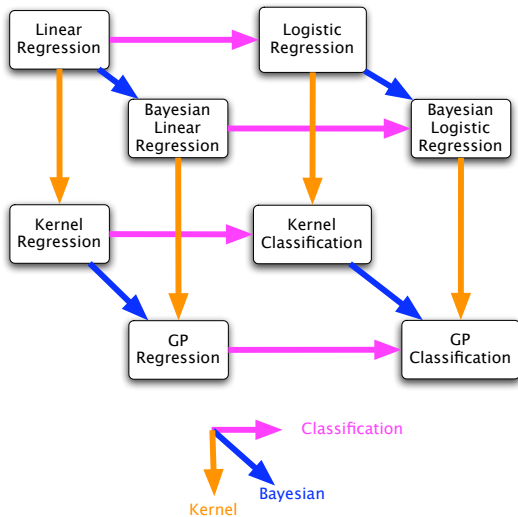 Linear
Regression
Logistic
Regression
Bayesian
Linear
Regression
Bayesian
Logistic
Regression
Kernel
Regression
Kernel
Classification
GP
Regression
GP
Classification
Classification
Bayesian
Kernel